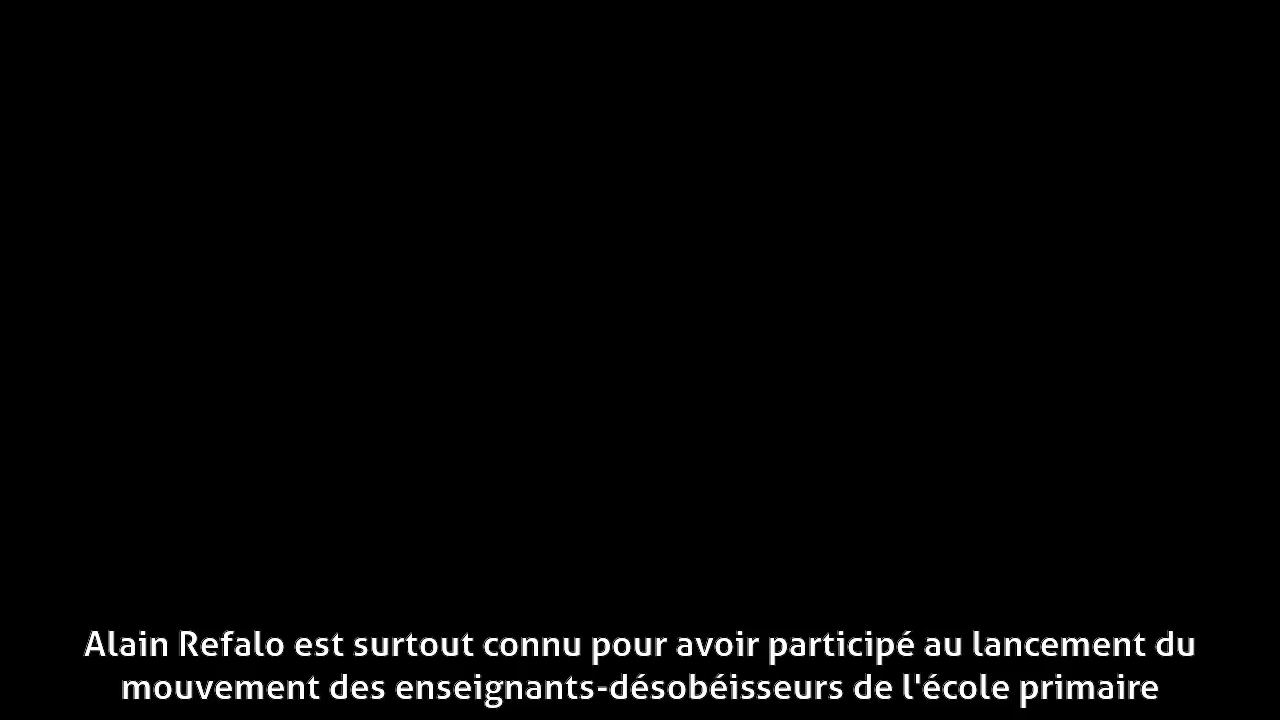 Alain Refalo est surtout connu pour avoir participé au lancement du
mouvement des enseignants-désobéisseurs de l'école primaire